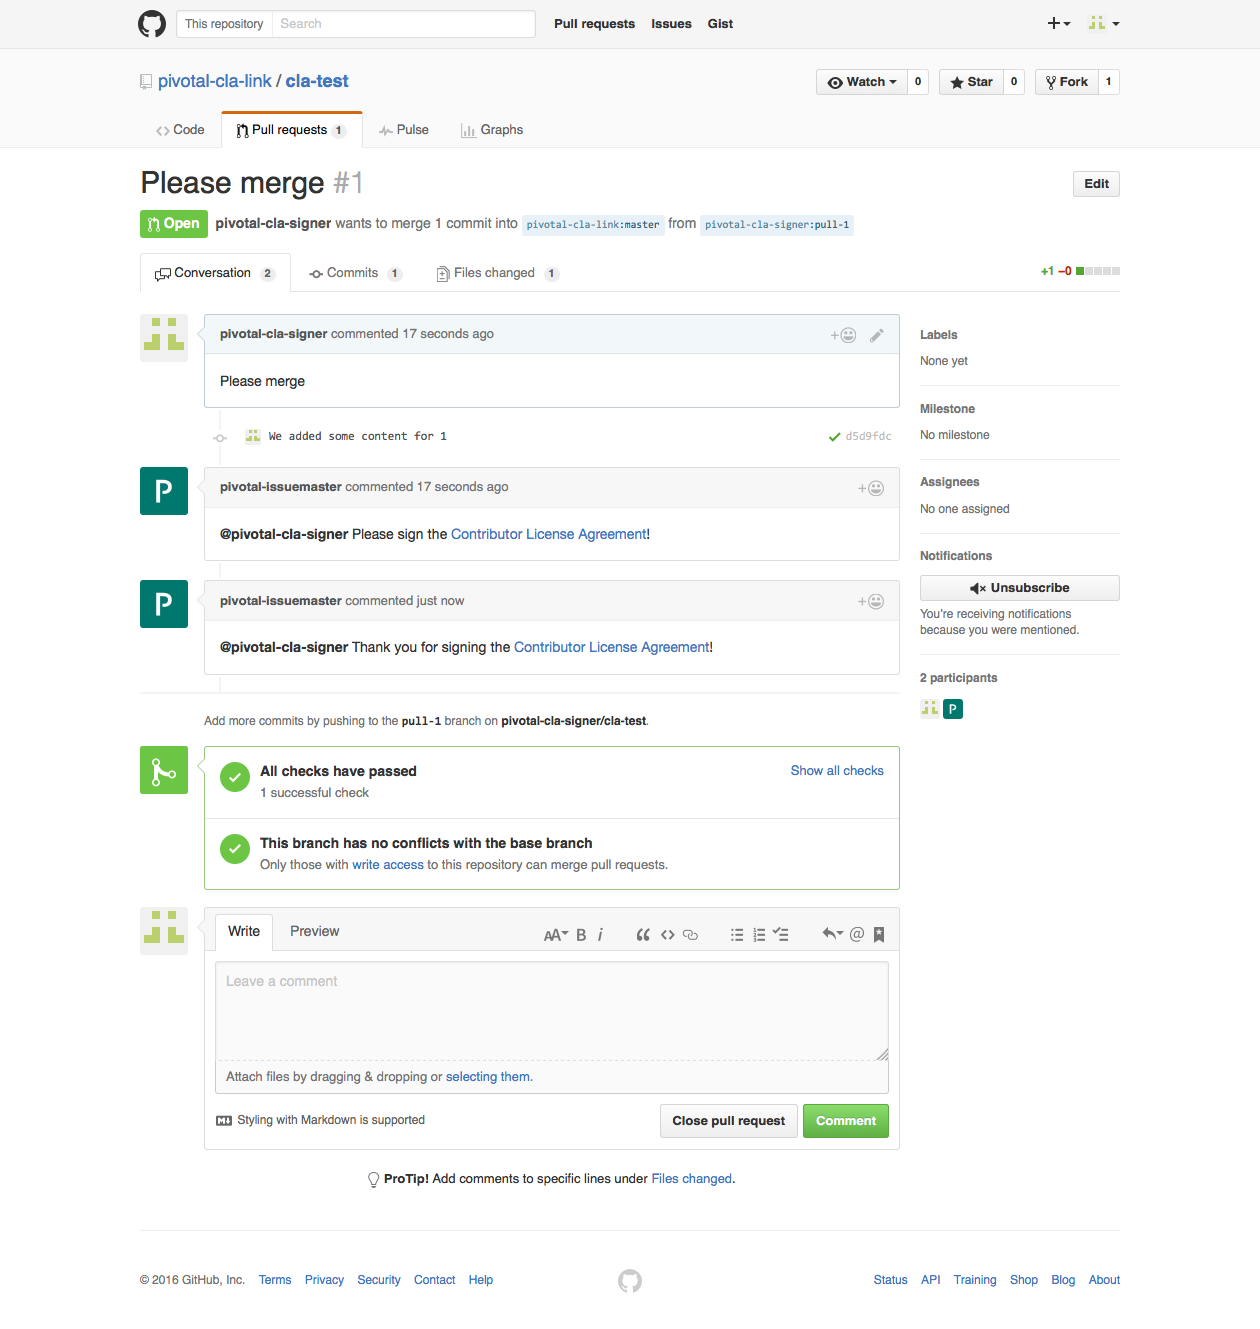 This repository Search Pull requests Issues Gist
pivotal-cla-link / cla-test
Watch 0 Star 0 Fork 1
Code Pull requests 1 Pulse Graphs
Please merge #1
Edit
Open pivotal-cla-signer wants to merge 1 commit into pivotal-cla-link:master from pivotal-cla-signer:pull-1
Conversation 2 Commits 1 Files changed 1
+1 −0
pivotal-cla-signer commented 17 seconds ago
Please merge
We added some content for 1 d5d9fdc
P
pivotal-issuemaster commented 17 seconds ago
@pivotal-cla-signer Please sign the Contributor License Agreement!
P
pivotal-issuemaster commented just now
@pivotal-cla-signer Thank you for signing the Contributor License Agreement!
Labels
None yet
Milestone
No milestone
Assignees
No one assigned
Notifications
Unsubscribe
You're receiving notifications
because you were mentioned.
2 participants
P
Add more commits by pushing to the pull-1 branch on pivotal-cla-signer/cla-test.
All checks have passed
Show all checks
1 successful check
This branch has no conflicts with the base branch
Only those with write access to this repository can merge pull requests.
Write Preview
AA B i @
Leave a comment
Attach files by dragging & dropping or selecting them.
Styling with Markdown is supported
Close pull request Comment
ProTip! Add comments to specific lines under Files changed.
© 2016 GitHub, Inc. Terms Privacy Security Contact Help
Status API Training Shop Blog About